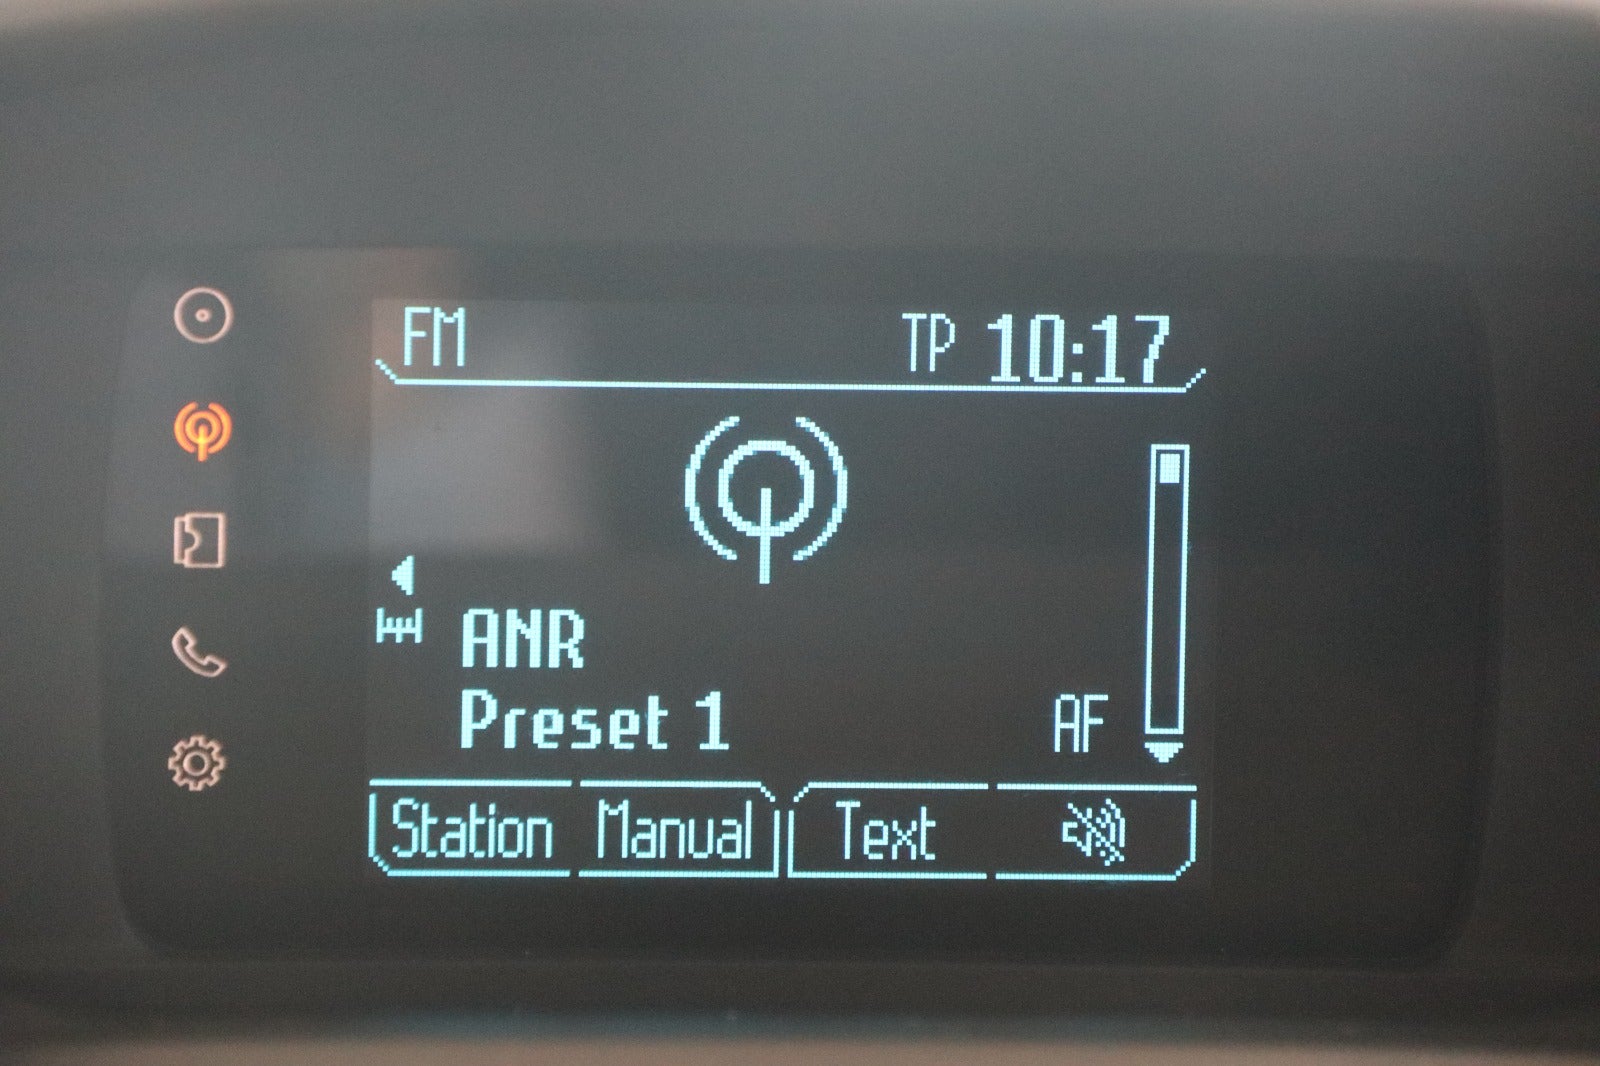 FM TP 10:17
ANR
Preset 1 AF
Station Manual Text